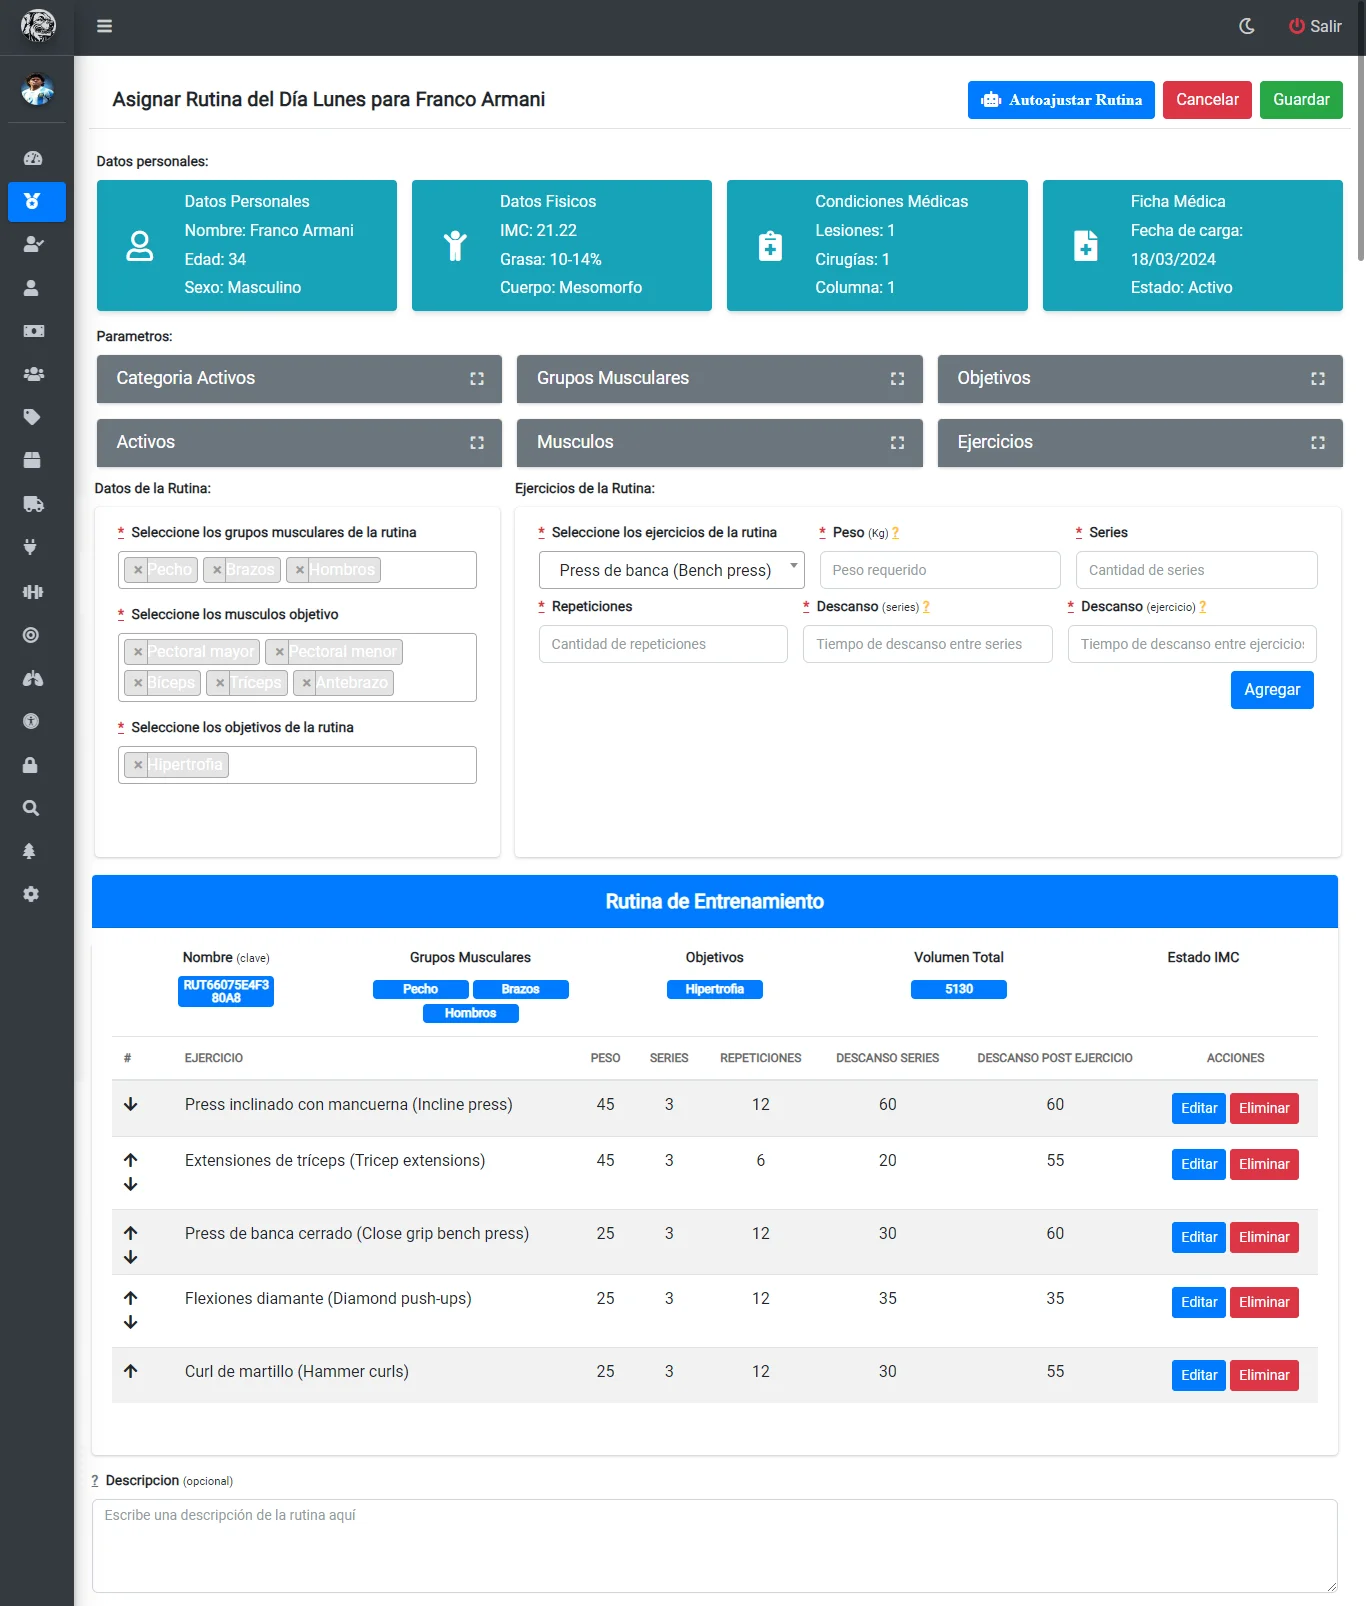 Salir
Asignar Rutina del Día Lunes para Franco Armani
Autoajustar Rutina
Cancelar
Guardar
Datos personales:
Datos Personales
Nombre: Franco Armani
Edad: 34
Sexo: Masculino
Datos Fisicos
IMC: 21.22
Grasa: 10-14%
Cuerpo: Mesomorfo
Condiciones Médicas
Lesiones: 1
Cirugías: 1
Columna: 1
Ficha Médica
Fecha de carga:
18/03/2024
Estado: Activo
Parametros:
Categoria Activos
Grupos Musculares
Objetivos
Activos
Musculos
Ejercicios
Datos de la Rutina:
* Seleccione los grupos musculares de la rutina
× Pecho × Brazos × Hombros
* Seleccione los musculos objetivo
× Pectoral mayor × Pectoral menor
× Bíceps × Tríceps × Antebrazo
* Seleccione los objetivos de la rutina
× Hipertrofia
Ejercicios de la Rutina:
* Seleccione los ejercicios de la rutina
Press de banca (Bench press)
* Peso (Kg) ?
Peso requerido
* Series
Cantidad de series
* Repeticiones
Cantidad de repeticiones
* Descanso (series) ?
Tiempo de descanso entre series
* Descanso (ejercicio) ?
Tiempo de descanso entre ejercicios
Agregar
Rutina de Entrenamiento
Nombre (clave)
RUT66075E4F3
80A8
Grupos Musculares
Pecho Brazos
Hombros
Objetivos
Hipertrofia
Volumen Total
5130
Estado IMC
# EJERCICIO PESO SERIES REPETICIONES DESCANSO SERIES DESCANSO POST EJERCICIO ACCIONES
Press inclinado con mancuerna (Incline press) 45 3 12 60 60 Editar Eliminar
Extensiones de tríceps (Tricep extensions) 45 3 6 20 55 Editar Eliminar
Press de banca cerrado (Close grip bench press) 25 3 12 30 60 Editar Eliminar
Flexiones diamante (Diamond push-ups) 25 3 12 35 35 Editar Eliminar
Curl de martillo (Hammer curls) 25 3 12 30 55 Editar Eliminar
? Descripcion (opcional)
Escribe una descripción de la rutina aquí